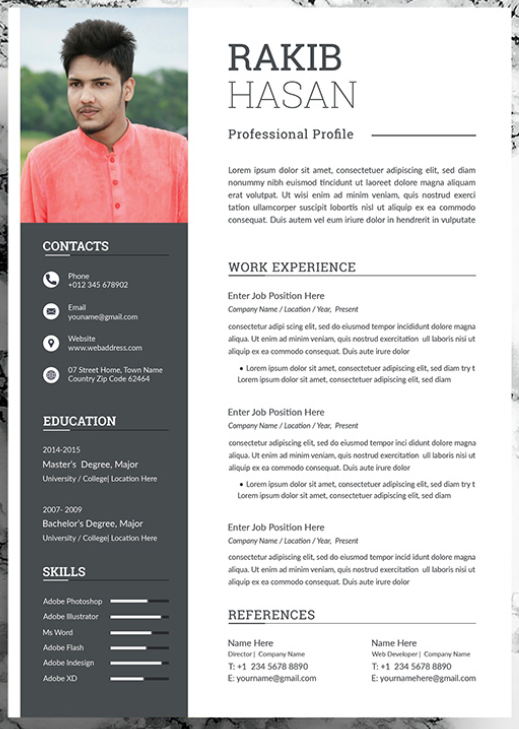 RAKIB
HASAN
Professional Profile
Lorem ipsum dolor sit amet, consectetuer adipiscing elit, sed diam
nonummy nibh euismod tincidunt ut laoreet dolore magna aliquam
erat volutpat. Ut wisi enim ad minim veniam, quis nostrud exerci
tation ullamcorper suscipit lobortis nisl ut aliquip ex ea commodo
consequat. Duis autem vel eum iriure dolor in hendrerit in vulputate
CONTACTS
Phone
+012 345 678902
Email
youname@gmail.com
Website
www.webaddress.com
07 Street Home, Town Name
Country Zip Code 62464
EDUCATION
2014-2015
Master's Degree, Major
University / College| Location Here
2007- 2009
Bachelor's Degree, Major
University / College| Location Here
SKILLS
Adobe Photoshop
Adobe Illustrator
Ms Word
Adobe Flash
Adobe Indesign
Adobe XD
WORK EXPERIENCE
Enter Job Position Here
Company Name / Location / Year, Present
consectetur adipi scing elit, sed do eiusmod tempor incididunt dolore magna
aliqua. Ut enim ad minim veniam, quis nostrud exercitation ull laboris nisi ut
aliquip ex ea commodo consequat. Duis aute irure dolor
• Lorem ipsum dolor sit amet, consectetur adipiscing elit, sed diam try t
Lorem ipsum dolor sit amet, consectetur adipiscing elit, sed diam
Enter Job Position Here
Company Name / Location / Year, Present
consectetur adipiscing elit, sed do eiusmod tempor inci didunt dolore magna
aliqua. Ut enim ad minim veniam, quis nostrud exercitation ull laboris nisi ut
aliquip ex ea commodo consequat. Duis aute irure dolor
• Lorem ipsum dolor sit amet, consectetur adipiscing elit, sed diam try t
Lorem ipsum dolor sit amet, consectetur adipiscing elit, sed diam
Enter Job Position Here
Company Name / Location / Year, Present
consectetur adipiscing elit, sed do eiusmod tempor incid idunt dolore magna
aliqua. Ut enim ad minim veniam, quis nostrud exercitation ull laboris nisi ut
aliquip ex ea commodo consequat. Duis aute irure dolor
REFERENCES
Name Here
Director | Company Name
T: +1 234 5678 8890
E: yourname@gmail.com
Name Here
Web Developer | Company Name
T: +1 234 5678 8890
E: yournamehere@gmail.com